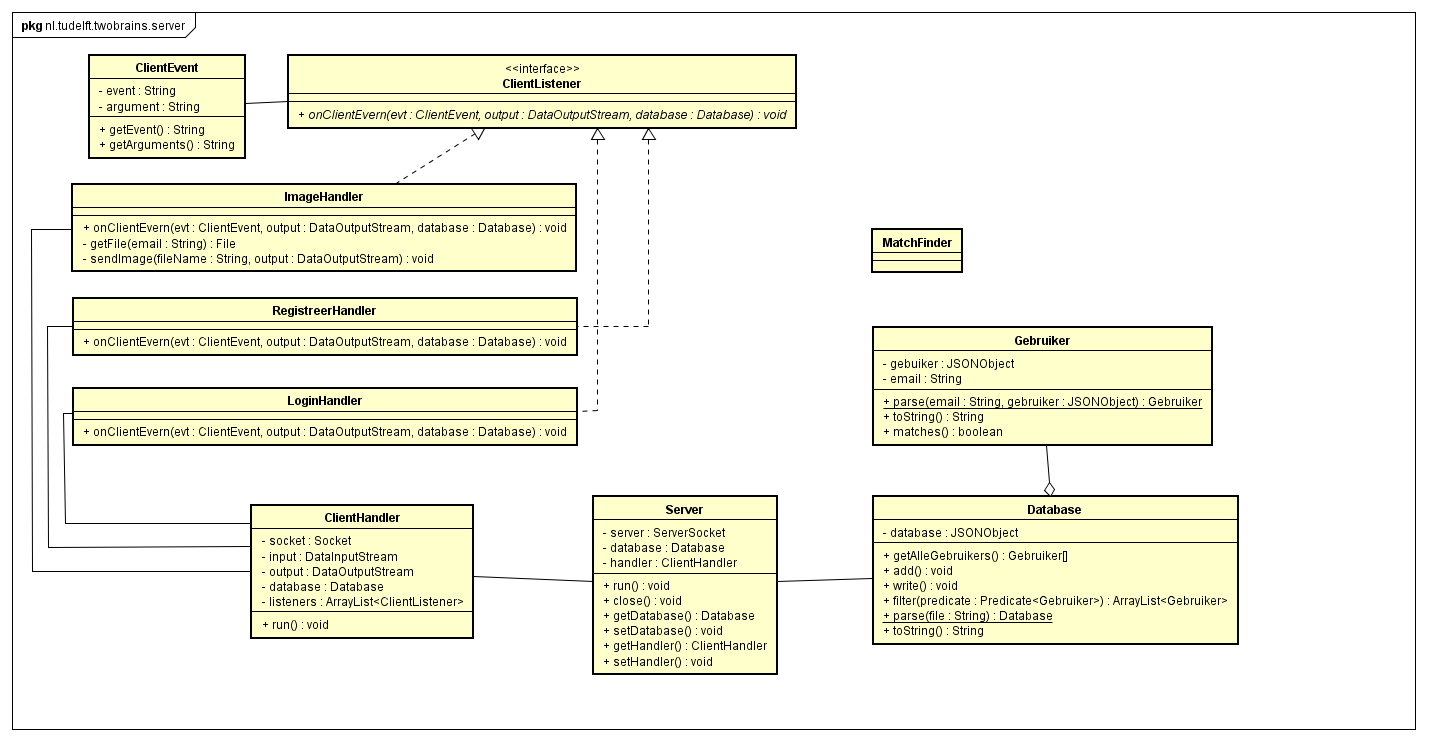 pkg nl.tudelft.twobrains.server
ClientEvent
- event : String
- argument : String
+ getEvent() : String
+ getArguments() : String
<<interface>>
ClientListener
+ onClientEvern(evt : ClientEvent, output : DataOutputStream, database : Database) : void
ImageHandler
+ onClientEvern(evt : ClientEvent, output : DataOutputStream, database : Database) : void
- getFile(email : String) : File
- sendImage(fileName : String, output : DataOutputStream) : void
MatchFinder
RegistreerHandler
+ onClientEvern(evt : ClientEvent, output : DataOutputStream, database : Database) : void
Gebruiker
- gebuiker : JSONObject
- email : String
+ parse(email : String, gebruiker : JSONObject) : Gebruiker
+ toString() : String
+ matches() : boolean
LoginHandler
+ onClientEvern(evt : ClientEvent, output : DataOutputStream, database : Database) : void
ClientHandler
- socket : Socket
- input : DataInputStream
- output : DataOutputStream
- database : Database
- listeners : ArrayList<ClientListener>
+ run() : void
Server
- server : ServerSocket
- database : Database
- handler : ClientHandler
+ run() : void
+ close() : void
+ getDatabase() : Database
+ setDatabase() : void
+ getHandler() : ClientHandler
+ setHandler() : void
Database
- database : JSONObject
+ getAlleGebruikers() : Gebruiker[]
+ add() : void
+ write() : void
+ filter(predicate : Predicate<Gebruiker>) : ArrayList<Gebruiker>
+ parse(file : String) : Database
+ toString() : String